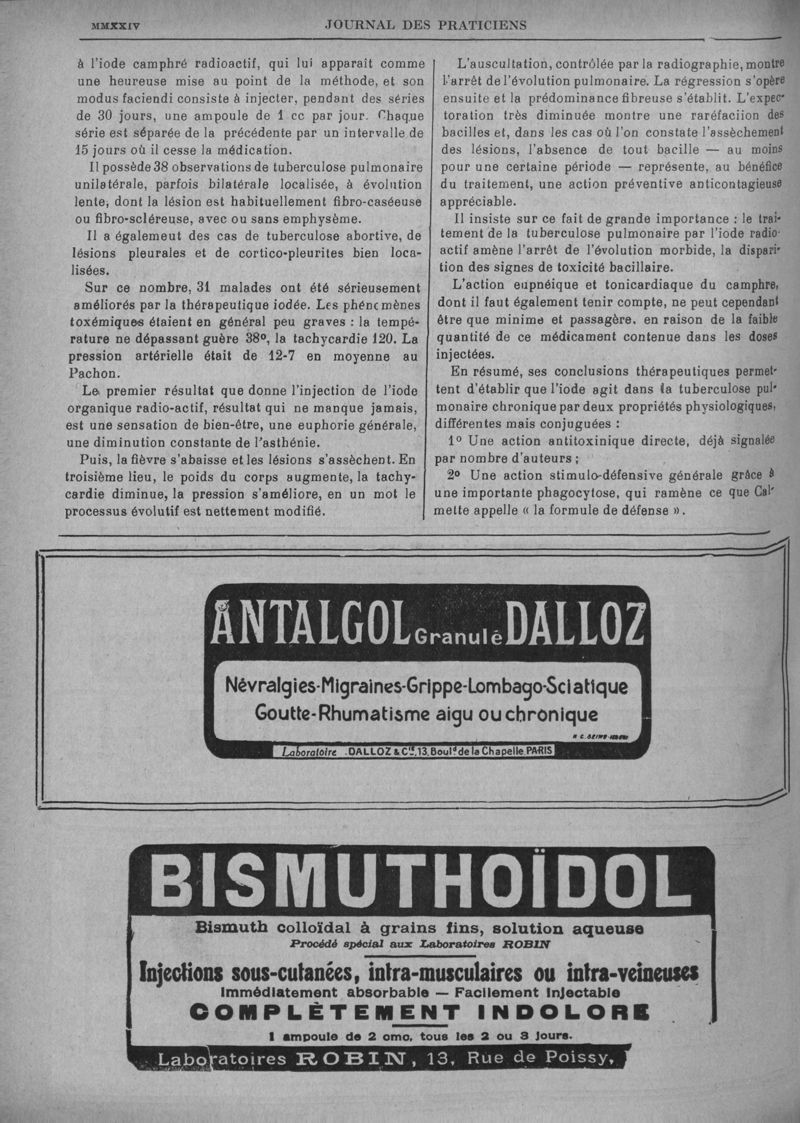 MMXXIV
JOURNAL DES PRATICIENS
à l'iode camphré radioactif, qui lui apparaît comme
une heureuse mise au point de la méthode, et son
modus faciendi consiste à injecter, pendant des séries
de 30 jours, une ampoule de 1 cc par jour. Chaque
série est séparée de la précédente par un intervalle de
15 jours où il cesse la médication.
Il possède 38 observations de tuberculose pulmonaire
unilatérale, parfois bilatérale localisée, à évolution
lente, dont la lésion est habituellement fibro-caséeuse
ou fibro-scléreuse, avec ou sans emphysème.
Il a égalemeut des cas de tuberculose abortive, de
lésions pleurales et de cortico-pleurites bien loca-
lisées.
Sur ce nombre, 31 malades ont été sérieusement
améliorés par la thérapeutique iodée. Les phénomènes
toxémiques étaient en général peu graves : la tempé-
rature ne dépassant guère 38º, la tachycardie 120. La
pression artérielle était de 12-7 en moyenne au
Pachon.
Le premier résultat que donne l'injection de l'iode
organique radio-actif, résultat qui ne manque jamais,
est une sensation de bien-être, une euphorie générale,
une diminution constante de l'asthénie.
Puis, la fièvre s'abaisse et les lésions s'assèchent. En
troisième lieu, le poids du corps augmente, la tachy-
cardie diminue, la pression s'améliore, en un mot le
processus évolutif est nettement modifié.
L'auscultation, contrôlée par la radiographie, montre
l'arrêt de l'évolution pulmonaire. La régression s'opère
ensuite et la prédominance fibreuse s'établit. L'expec-
toration très diminuée montre une raréfaciion des
bacilles et, dans les cas où l'on constate l'assèchement
des lésions, l'absence de tout bacille — au moins
pour une certaine période — représente, au bénéfice
du traitement, une action préventive anticontagieuse
appréciable.
Il insiste sur ce fait de grande importance : le trai-
tement de la tuberculose pulmonaire par l'iode radio-
actif amène l'arrêt de l'évolution morbide, la dispari-
tion des signes de toxicité bacillaire.
L'action eupnéique et tonicardiaque du camphre,
dont il faut également tenir compte, ne peut cependant
être que minime et passagère, en raison de la faible
quantité de ce médicament contenue dans les doses
injectées.
En résumé, ses conclusions thérapeutiques permet-
tent d'établir que l'iode agit dans la tuberculose pul-
monaire chronique par deux propriétés physiologiques,
différentes mais conjuguées :
1º Une action antitoxinique directe, déjà signalée
par nombre d'auteurs ;
2º Une action stimulo-défensive générale grâce à
une importante phagocytose, qui ramène ce que Cal-
mette appelle « la formule de défense ».
ANTALGOL Granulé DALLOZ
Névralgies-Migraines-Grippe-Lombago-Sciatique
Goutte-Rhumatisme aigu ou chronique
Laboratoire DALLOZ & Cie, 13, Bould de la Chapelle, PARIS
BISMUTHOÏDOL
Bismuth colloïdal à grains fins, solution aqueuse
Procédé spécial aux Laboratoires ROBIN
Injections sous-cutanées, intra-musculaires ou intra-veineuses
Immédiatement absorbable — Facilement Injectable
COMPLÈTEMENT INDOLORE
1 ampoule de 2 cmc. tous les 2 ou 3 jours.
Laboratoires ROBIN, 13, Rue de Poissy,